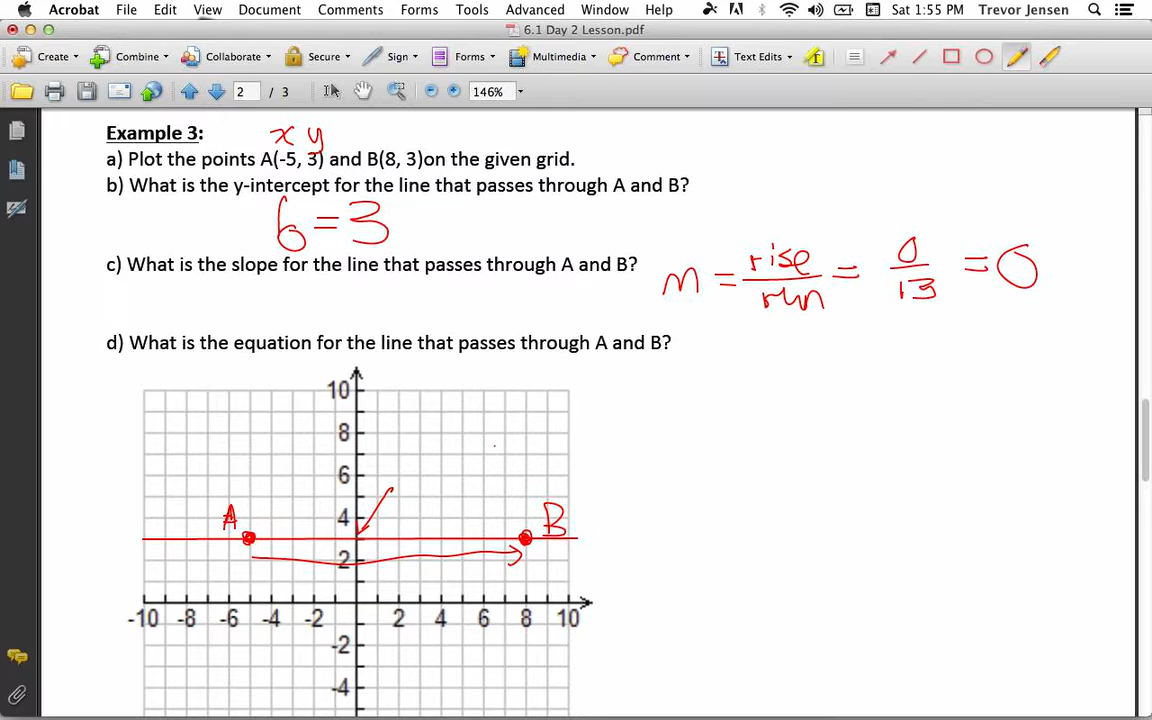 Acrobat File Edit View Document Comments Forms Tools Advanced Window Help Sat 1:55 PM Trevor Jensen
6.1 Day 2 Lesson.pdf
Create Combine Collaborate Secure Sign Forms Multimedia Comment Text Edits
2 / 3 146%
Example 3:
x y
a) Plot the points A(-5, 3) and B(8, 3)on the given grid.
b) What is the y-intercept for the line that passes through A and B?
b = 3
c) What is the slope for the line that passes through A and B?
m = rise/run = 0/13 = 0
d) What is the equation for the line that passes through A and B?
10
8
6
A 4 B
2
-10 -8 -6 -4 -2 2 4 6 8 10
-2
-4